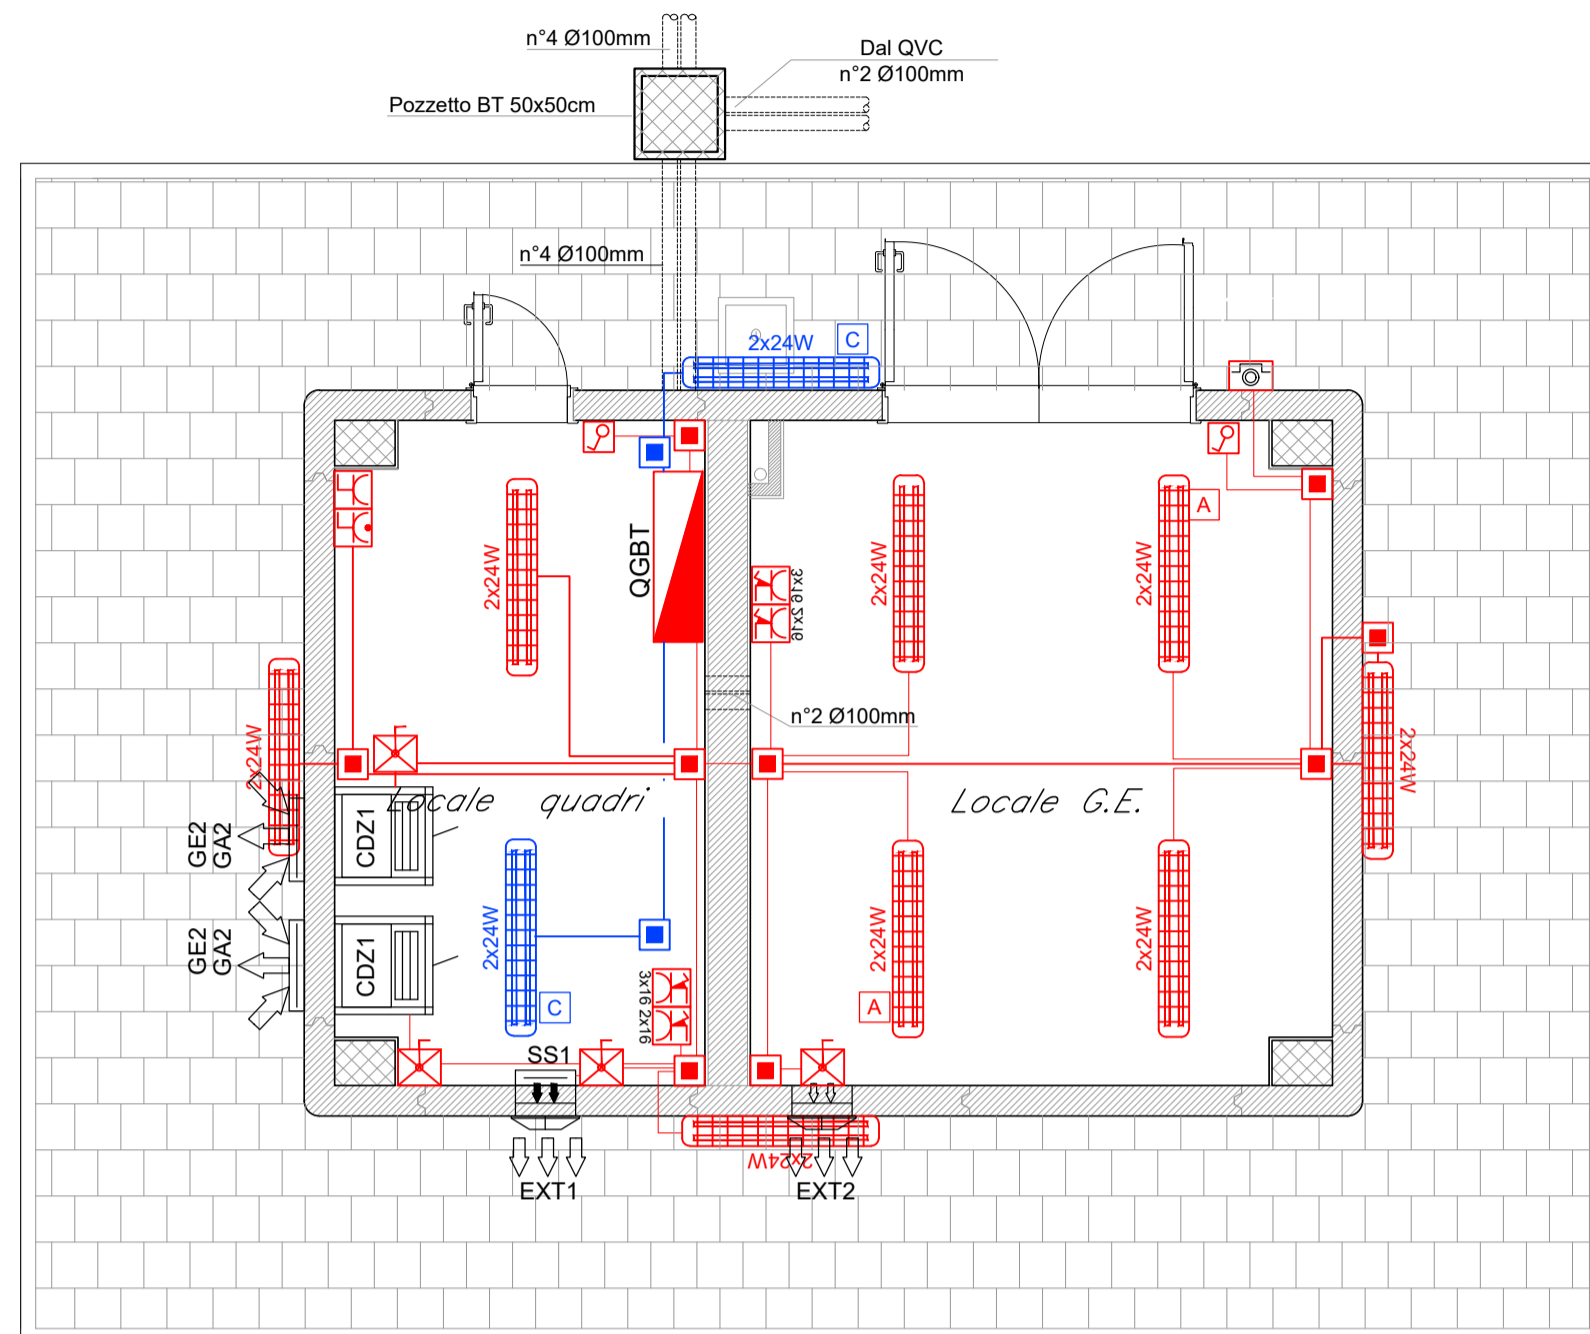 n°4 Ø100mm
Dal QVC
n°2 Ø100mm
Pozzetto BT 50x50cm
n°4 Ø100mm
2x24W
C
A
2x24W
QGBT
2x24W
2x24W
3x16 2x16
n°2 Ø100mm
2x24W
2x24W
Locale quadri
Locale G.E.
GE2
GA2
CDZ1
2x24W
2x24W
2x24W
GE2
GA2
CDZ1
3x16 2x16
C
A
SS1
2x24W
EXT1
EXT2